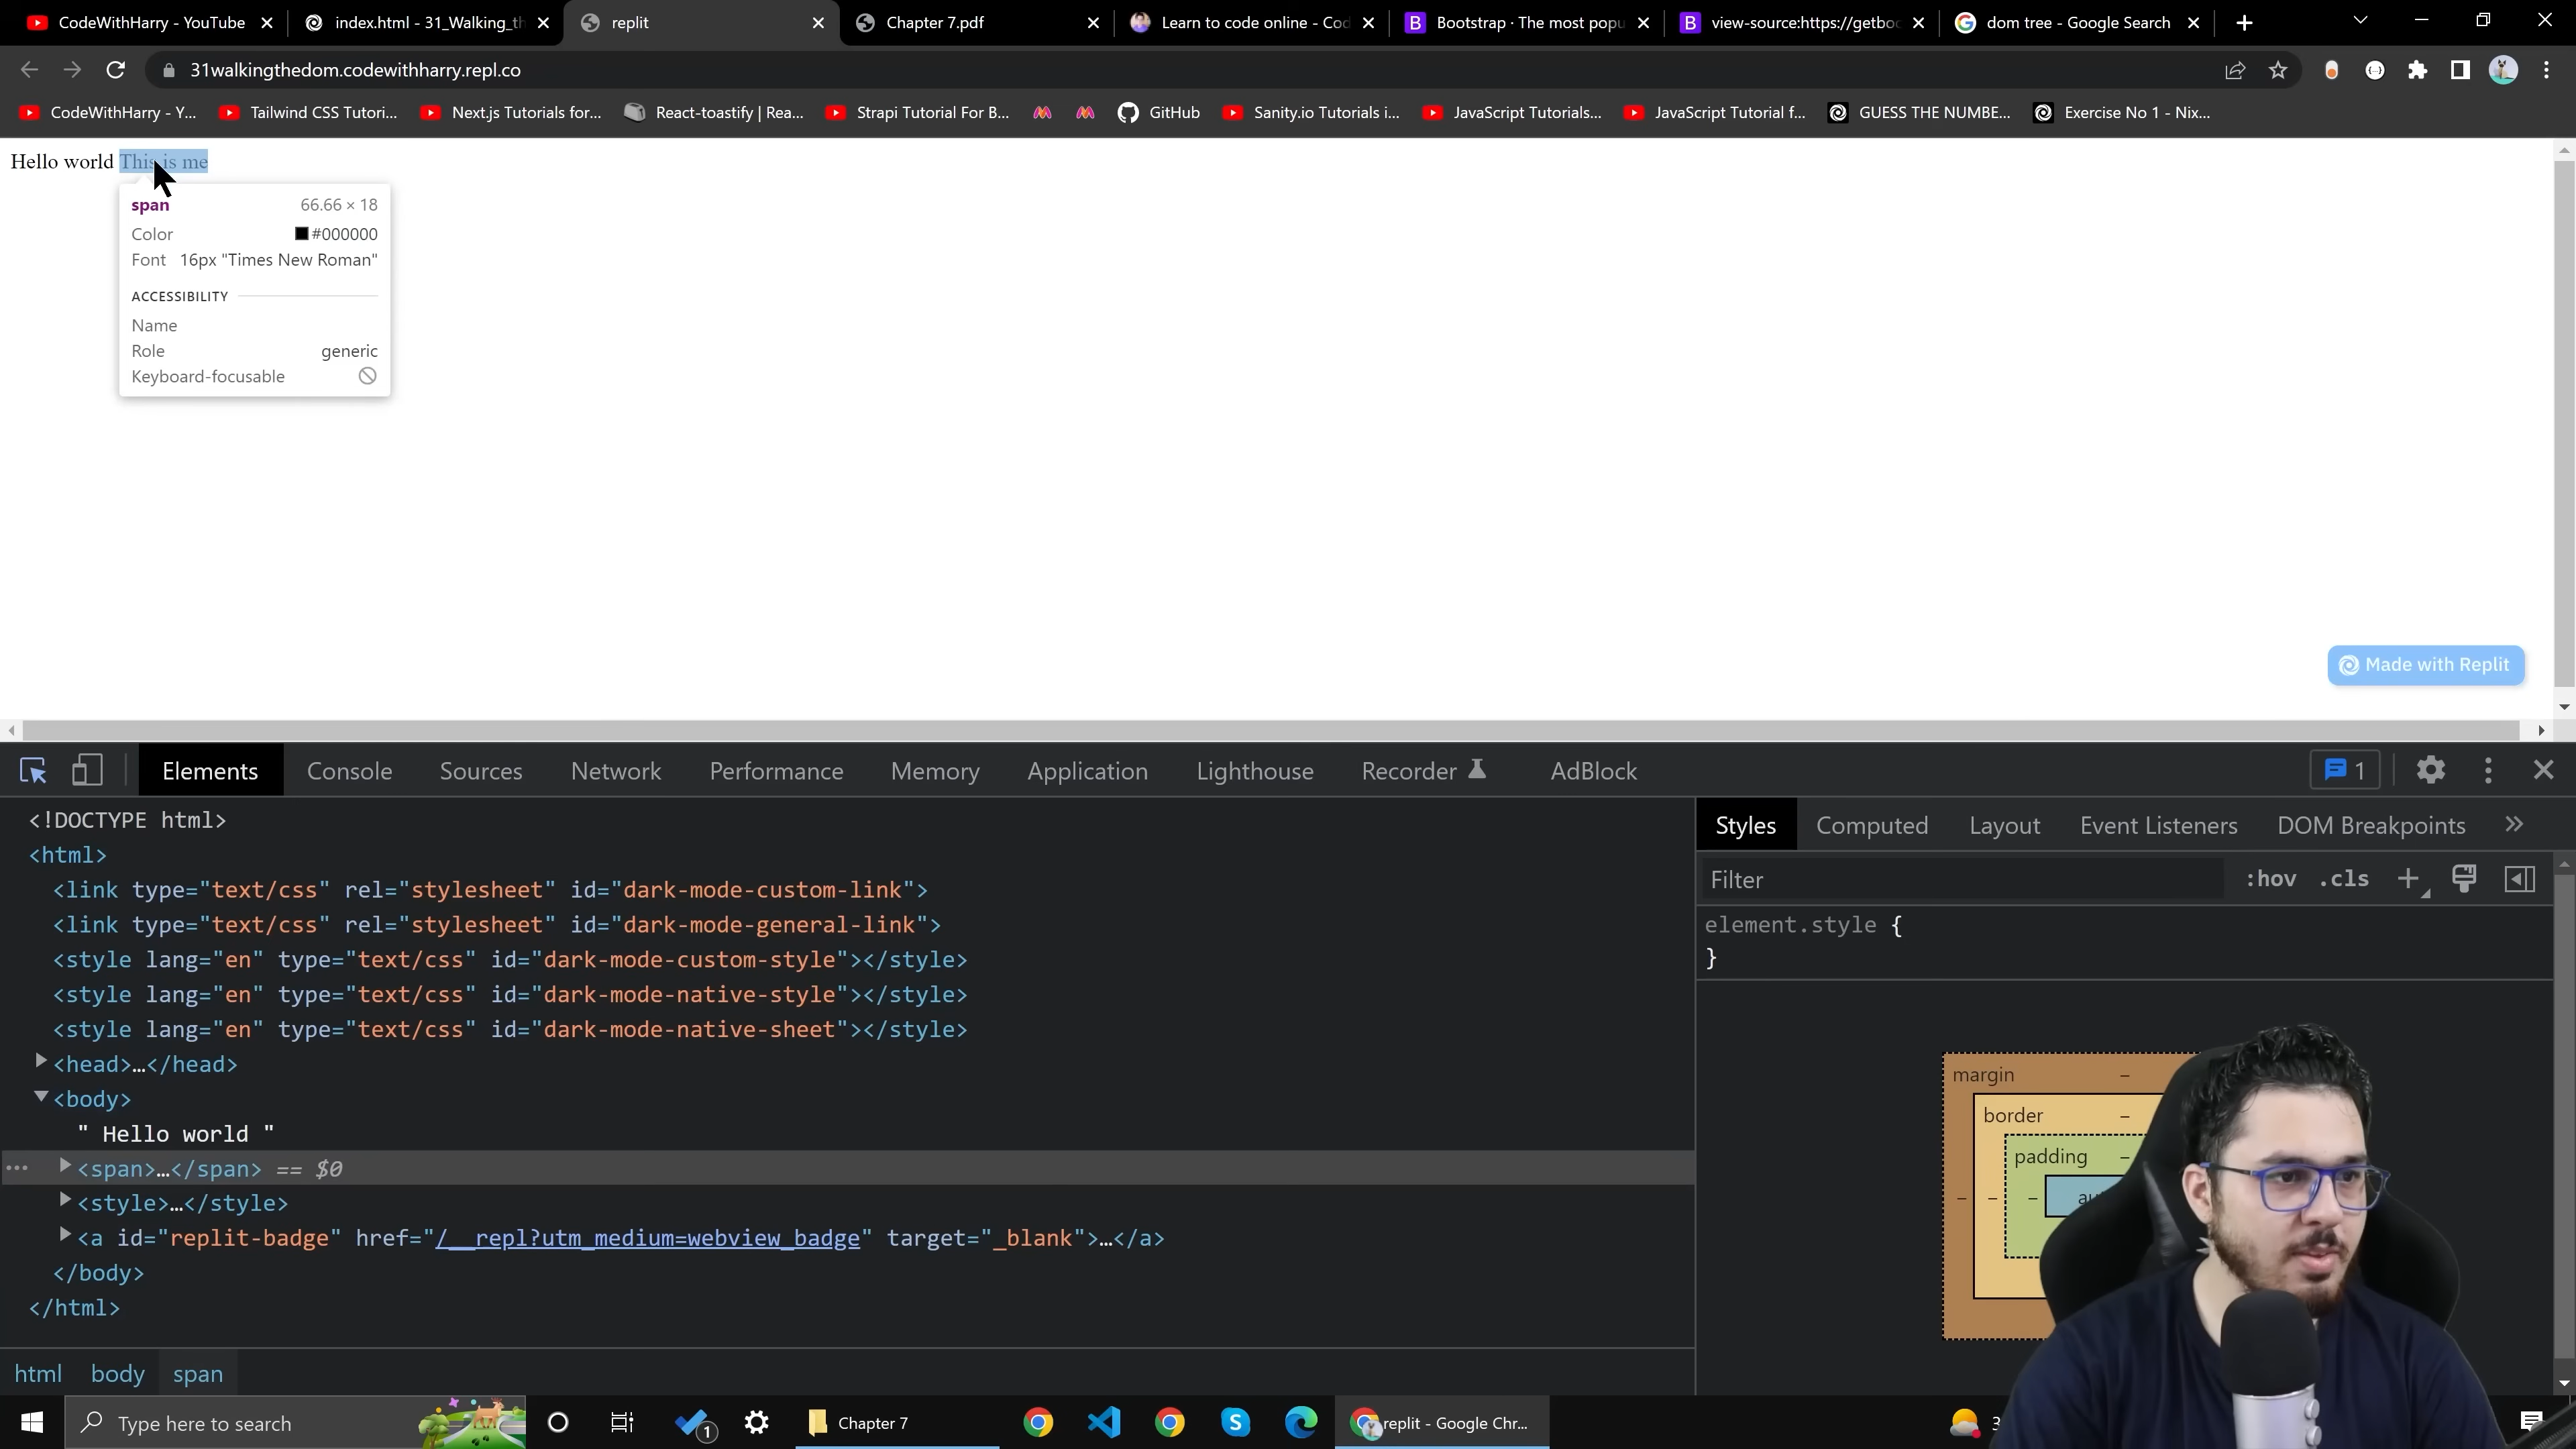 CodeWithHarry - YouTube
index.html - 31_Walking_th
replit
Chapter 7.pdf
Learn to code online - Cod
Bootstrap · The most popu
view-source:https://getboo
dom tree - Google Search
31walkingthedom.codewithharry.repl.co
CodeWithHarry - Y...
Tailwind CSS Tutori...
Next.js Tutorials for...
React-toastify | Rea...
Strapi Tutorial For B...
GitHub
Sanity.io Tutorials i...
JavaScript Tutorials...
JavaScript Tutorial f...
GUESS THE NUMBE...
Exercise No 1 - Nix...
Hello world This is me
span 66.66 × 18
Color #000000
Font 16px "Times New Roman"
ACCESSIBILITY
Name
Role generic
Keyboard-focusable
Made with Replit
Elements Console Sources Network Performance Memory Application Lighthouse Recorder AdBlock 1
<!DOCTYPE html>
<html>
<link type="text/css" rel="stylesheet" id="dark-mode-custom-link">
<link type="text/css" rel="stylesheet" id="dark-mode-general-link">
<style lang="en" type="text/css" id="dark-mode-custom-style"></style>
<style lang="en" type="text/css" id="dark-mode-native-style"></style>
<style lang="en" type="text/css" id="dark-mode-native-sheet"></style>
<head>…</head>
<body>
" Hello world "
<span>…</span> == $0
<style>…</style>
<a id="replit-badge" href="/__repl?utm_medium=webview_badge" target="_blank">…</a>
</body>
</html>
html body span
Styles Computed Layout Event Listeners DOM Breakpoints
Filter :hov .cls
element.style {
}
margin –
border –
padding –
– – –
Type here to search
1
Chapter 7
replit - Google Chr...